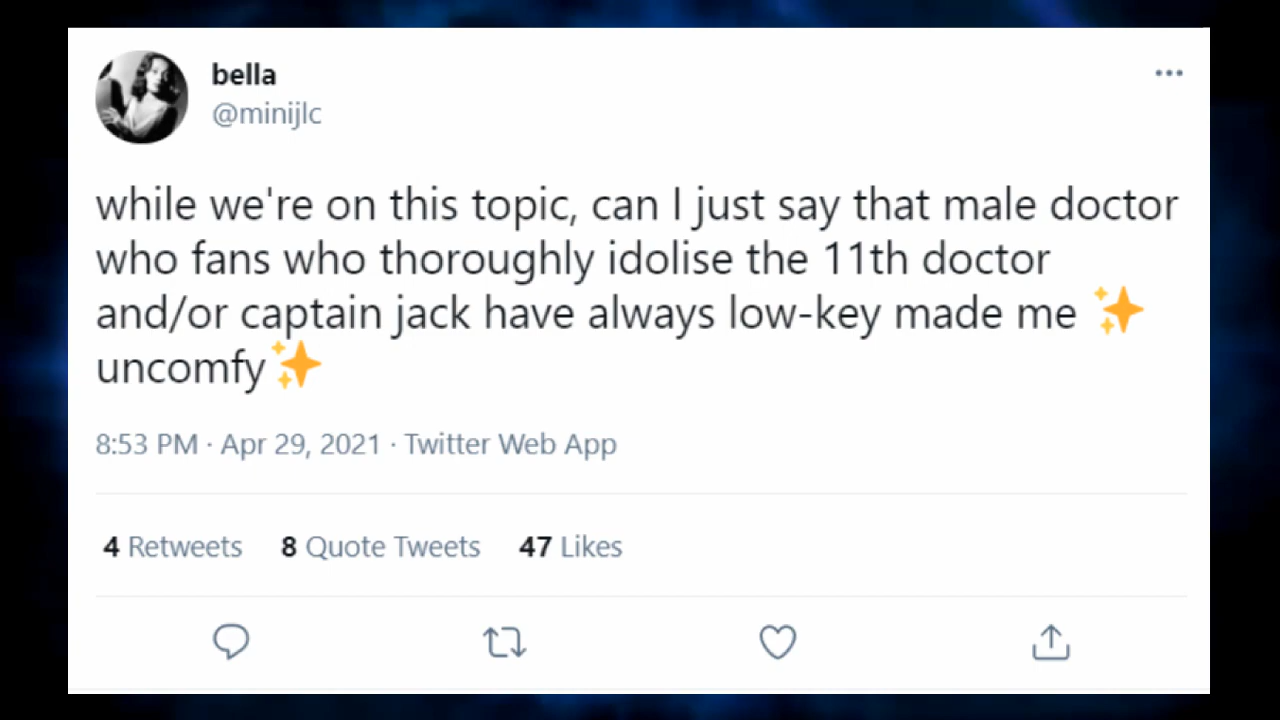 bella
@minijlc
while we're on this topic, can I just say that male doctor
who fans who thoroughly idolise the 11th doctor
and/or captain jack have always low-key made me ✨
uncomfy✨
8:53 PM · Apr 29, 2021 · Twitter Web App
4 Retweets 8 Quote Tweets 47 Likes